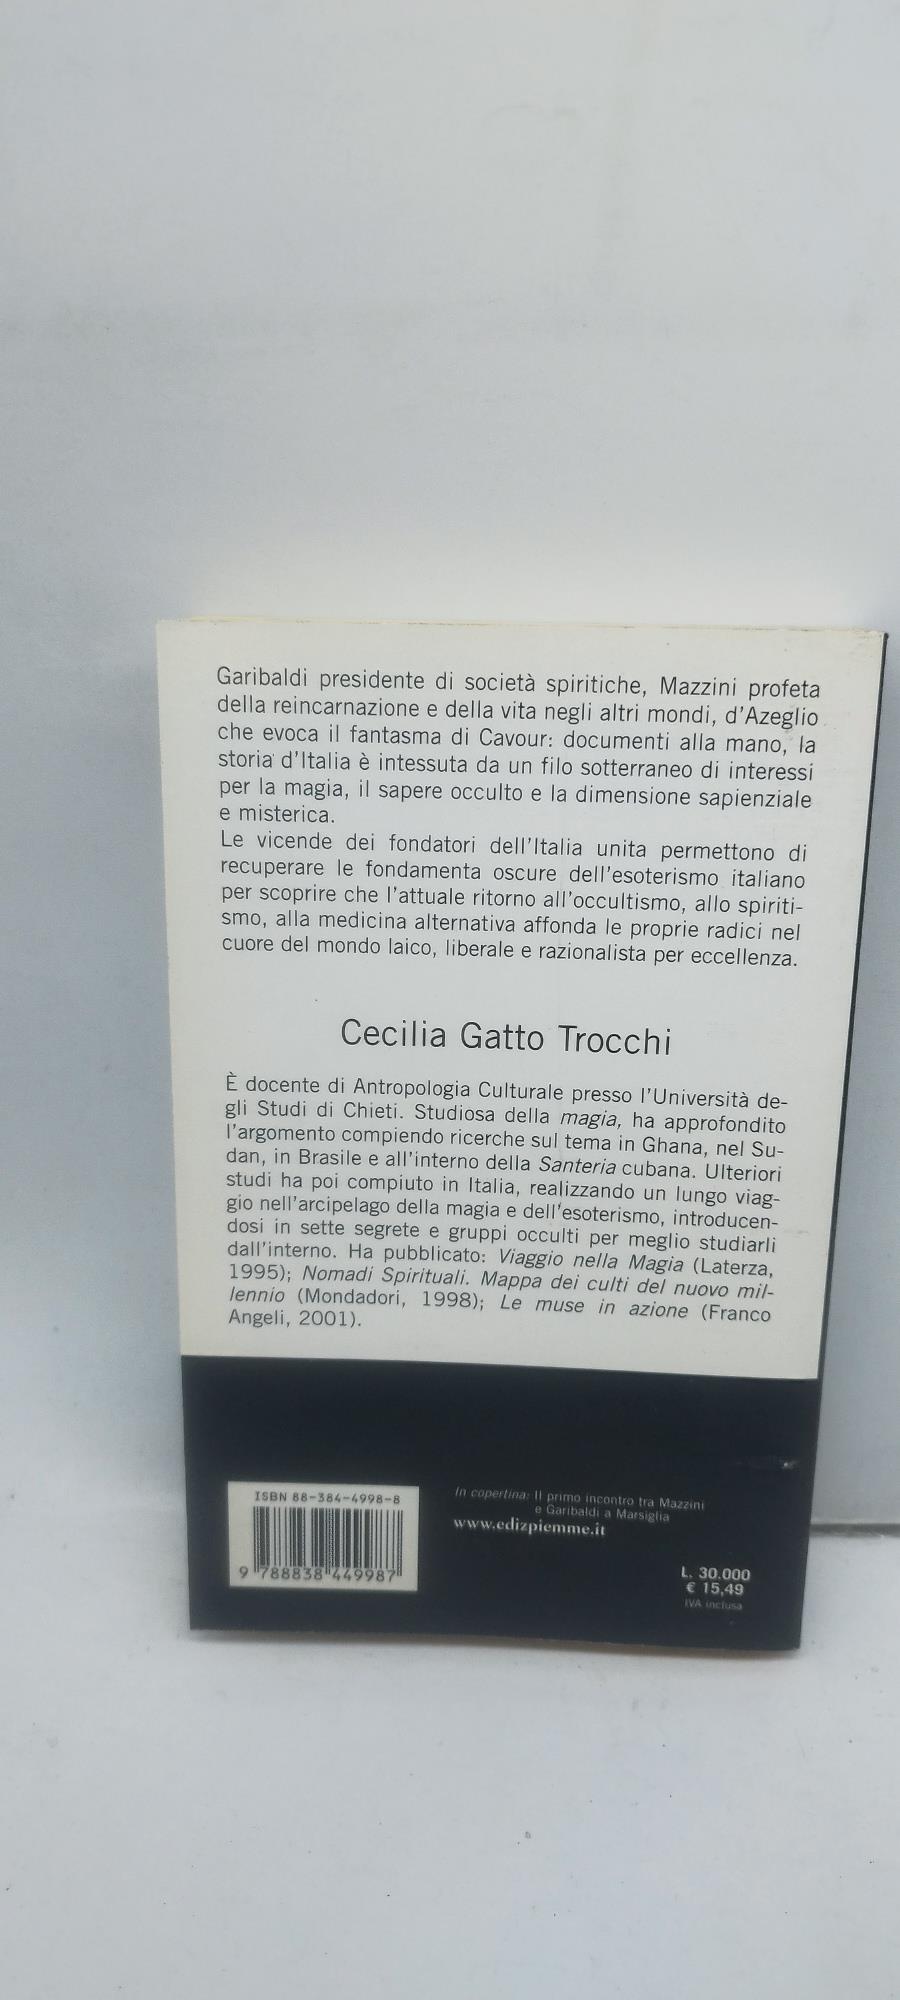 Garibaldi presidente di società spiritiche, Mazzini profeta
della reincarnazione e della vita negli altri mondi, d'Azeglio
che evoca il fantasma di Cavour: documenti alla mano, la
storia d'Italia è intessuta da un filo sotterraneo di interessi
per la magia, il sapere occulto e la dimensione sapienziale
e misterica.
Le vicende dei fondatori dell'Italia unita permettono di
recuperare le fondamenta oscure dell'esoterismo italiano
per scoprire che l'attuale ritorno all'occultismo, allo spiriti-
smo, alla medicina alternativa affonda le proprie radici nel
cuore del mondo laico, liberale e razionalista per eccellenza.
Cecilia Gatto Trocchi
È docente di Antropologia Culturale presso l'Università de-
gli Studi di Chieti. Studiosa della magia, ha approfondito
l'argomento compiendo ricerche sul tema in Ghana, nel Su-
dan, in Brasile e all'interno della Santeria cubana. Ulteriori
studi ha poi compiuto in Italia, realizzando un lungo viag-
gio nell'arcipelago della magia e dell'esoterismo, introducen-
dosi in sette segrete e gruppi occulti per meglio studiarli
dall'interno. Ha pubblicato: Viaggio nella Magia (Laterza,
1995); Nomadi Spirituali. Mappa dei culti del nuovo mil-
lennio (Mondadori, 1998); Le muse in azione (Franco
Angeli, 2001).
ISBN 88-384-4998-8
9 788838 449987
In copertina: Il primo incontro tra Mazzini
e Garibaldi a Marsiglia
www.edizpiemme.it
L. 30.000
€ 15,49
IVA inclusa